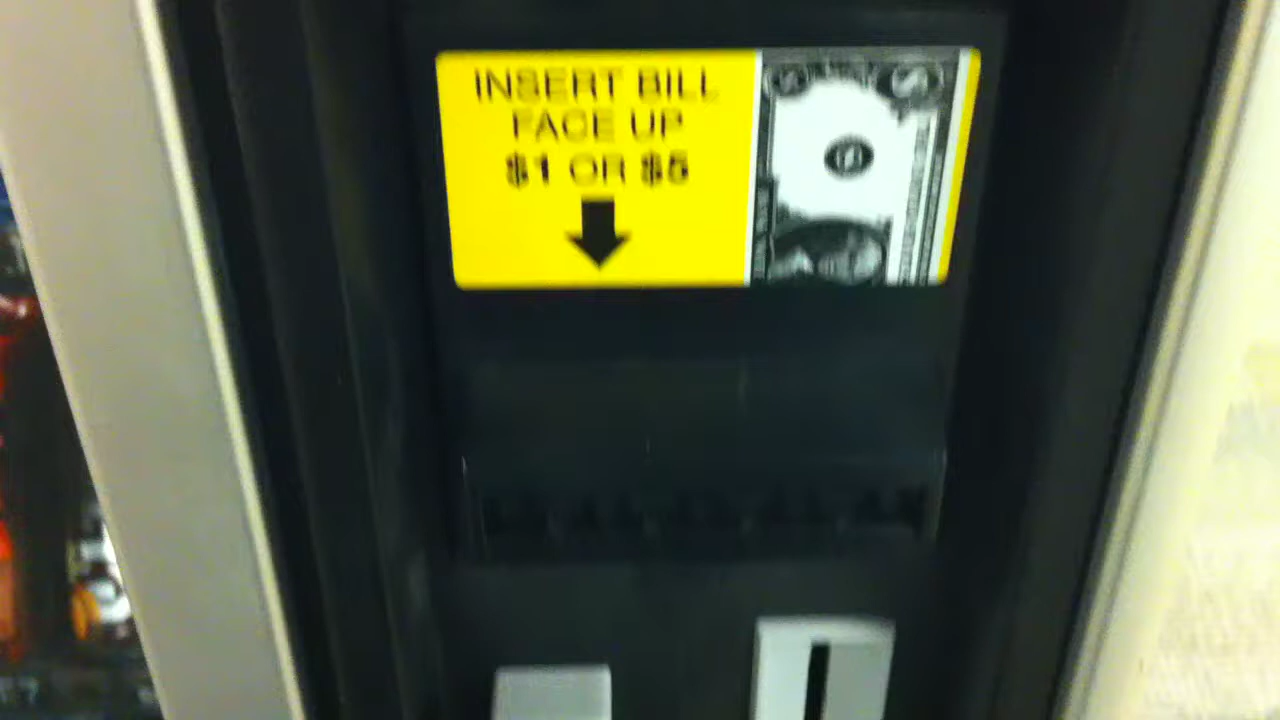 INSERT BILL
FACE UP
$1 OR $5